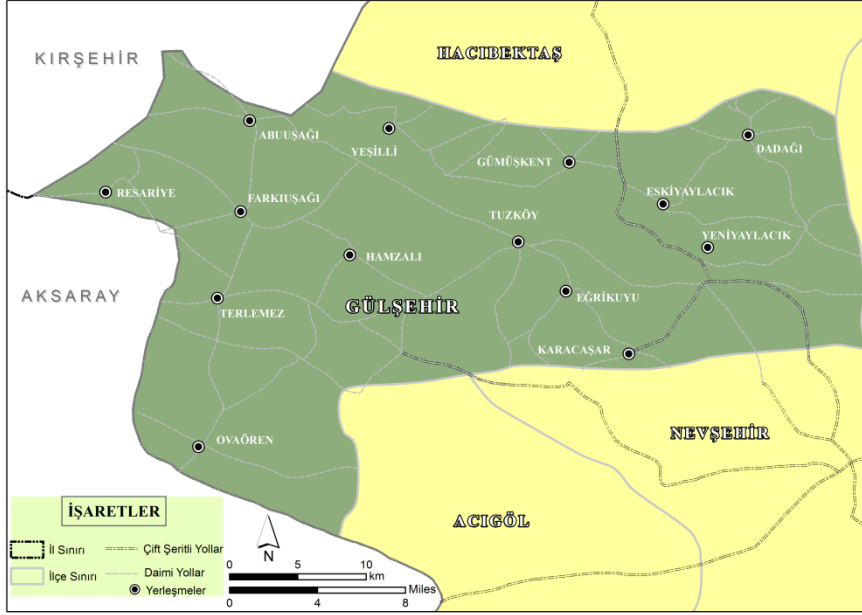 HACIBEKTAŞ
KIRŞEHİR
ABUUŞAĞI
YEŞİLLİ
DADAĞI
GÜMÜŞKENT
RESARİYE
FARKIUŞAĞI
ESKİYAYLACIK
TUZKÖY
YENİYAYLACIK
HAMZALI
AKSARAY
TERLEMEZ
GÜLŞEHİR
EĞRİKUYU
KARACAŞAR
NEVŞEHİR
OVAÖREN
ACIGÖL
İŞARETLER
İl Sınırı
Çift Şeritli Yollar
İlçe Sınırı
Daimi Yollar
Yerleşmeler
N
0 5 10
km
Miles
0 4 8